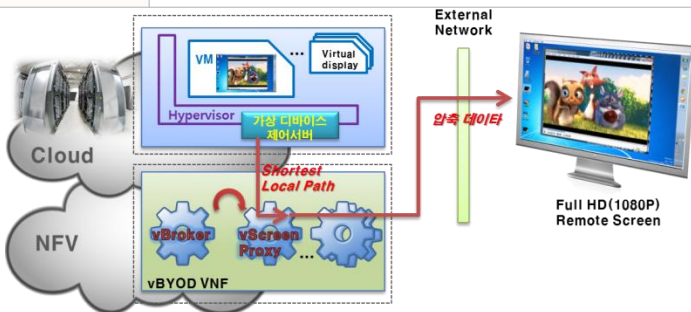 External
Network
VM
...
Virtual
display
Hypervisor
가상 디바이스
제어서버
압축 데이타
Cloud
Shortest
Local Path
Full HD(1080P)
Remote Screen
NFV
vBroker
vScreen
Proxy
...
vBYOD VNF